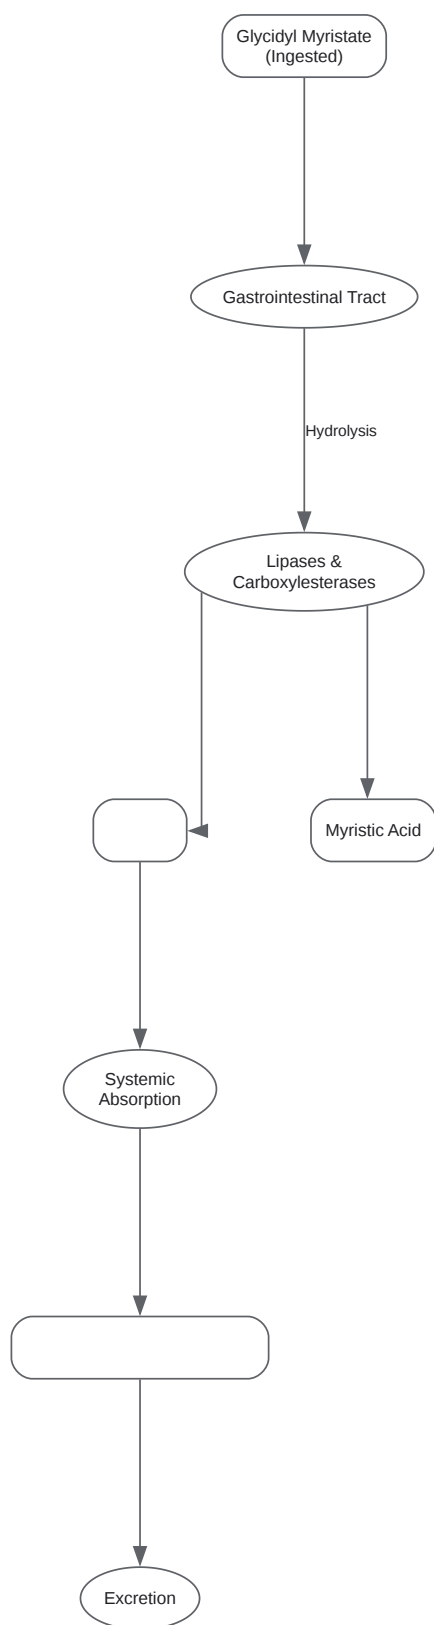 Glycidyl Myristate
(Ingested)
Gastrointestinal Tract
Hydrolysis
Lipases &
Carboxylesterases
Myristic Acid
Systemic
Absorption
Excretion